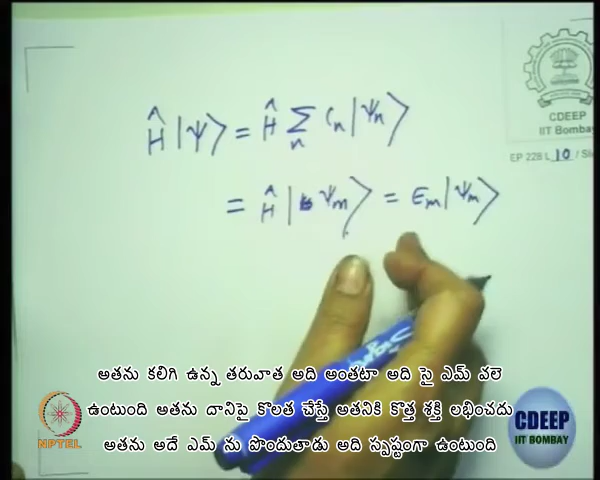 Ĥ|Ψ⟩ = Ĥ Σₙ Cₙ|Ψₙ⟩
= Ĥ|Ψₘ⟩ = Eₘ|Ψₘ⟩
CDEEP
IIT Bombay
EP 228 L 10 / Sli
అతను కలిగి ఉన్న తరువాత అది అంతటా అది సై ఎమ్ వలె
ఉంటుంది అతను దానిపై కొలత చేస్తే అతనికి కొత్త శక్తి లభించదు
అతను అదే ఎమ్ ను పొందుతాడు అది స్పష్టంగా ఉంటుంది
NPTEL
CDEEP
IIT BOMBAY